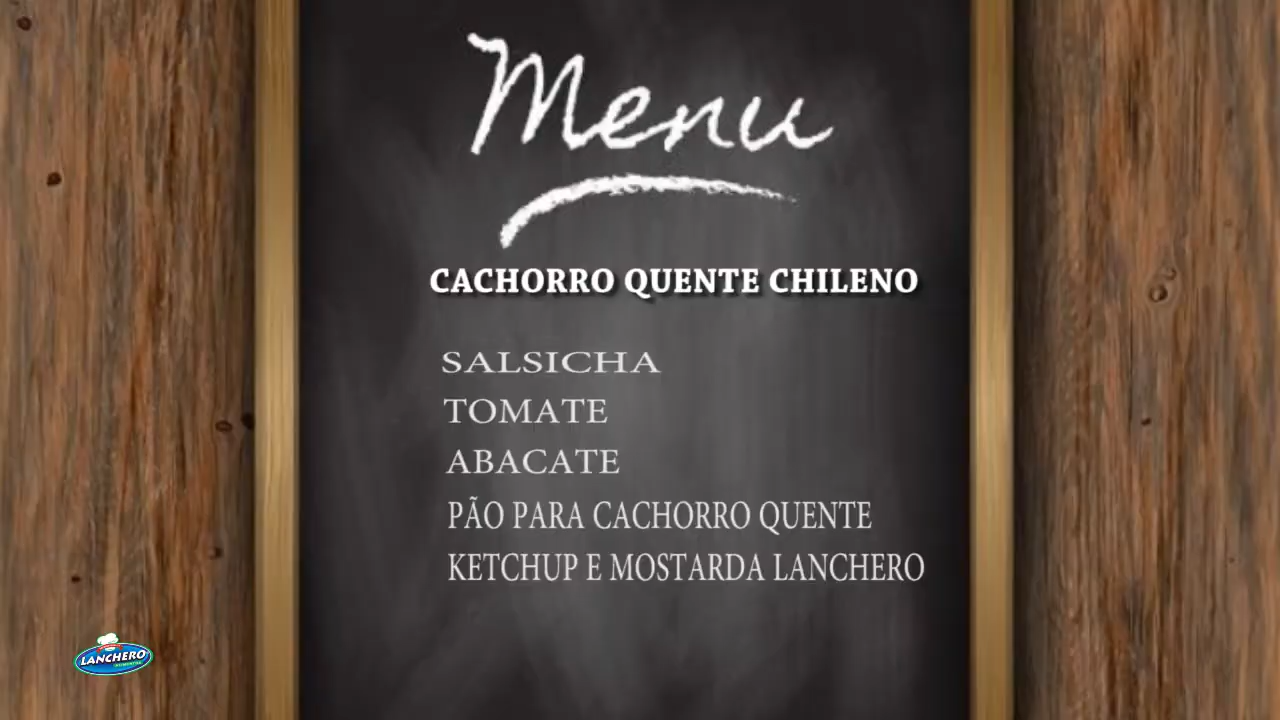 Menu
CACHORRO QUENTE CHILENO
SALSICHA
TOMATE
ABACATE
PÃO PARA CACHORRO QUENTE
KETCHUP E MOSTARDA LANCHERO
LANCHERO